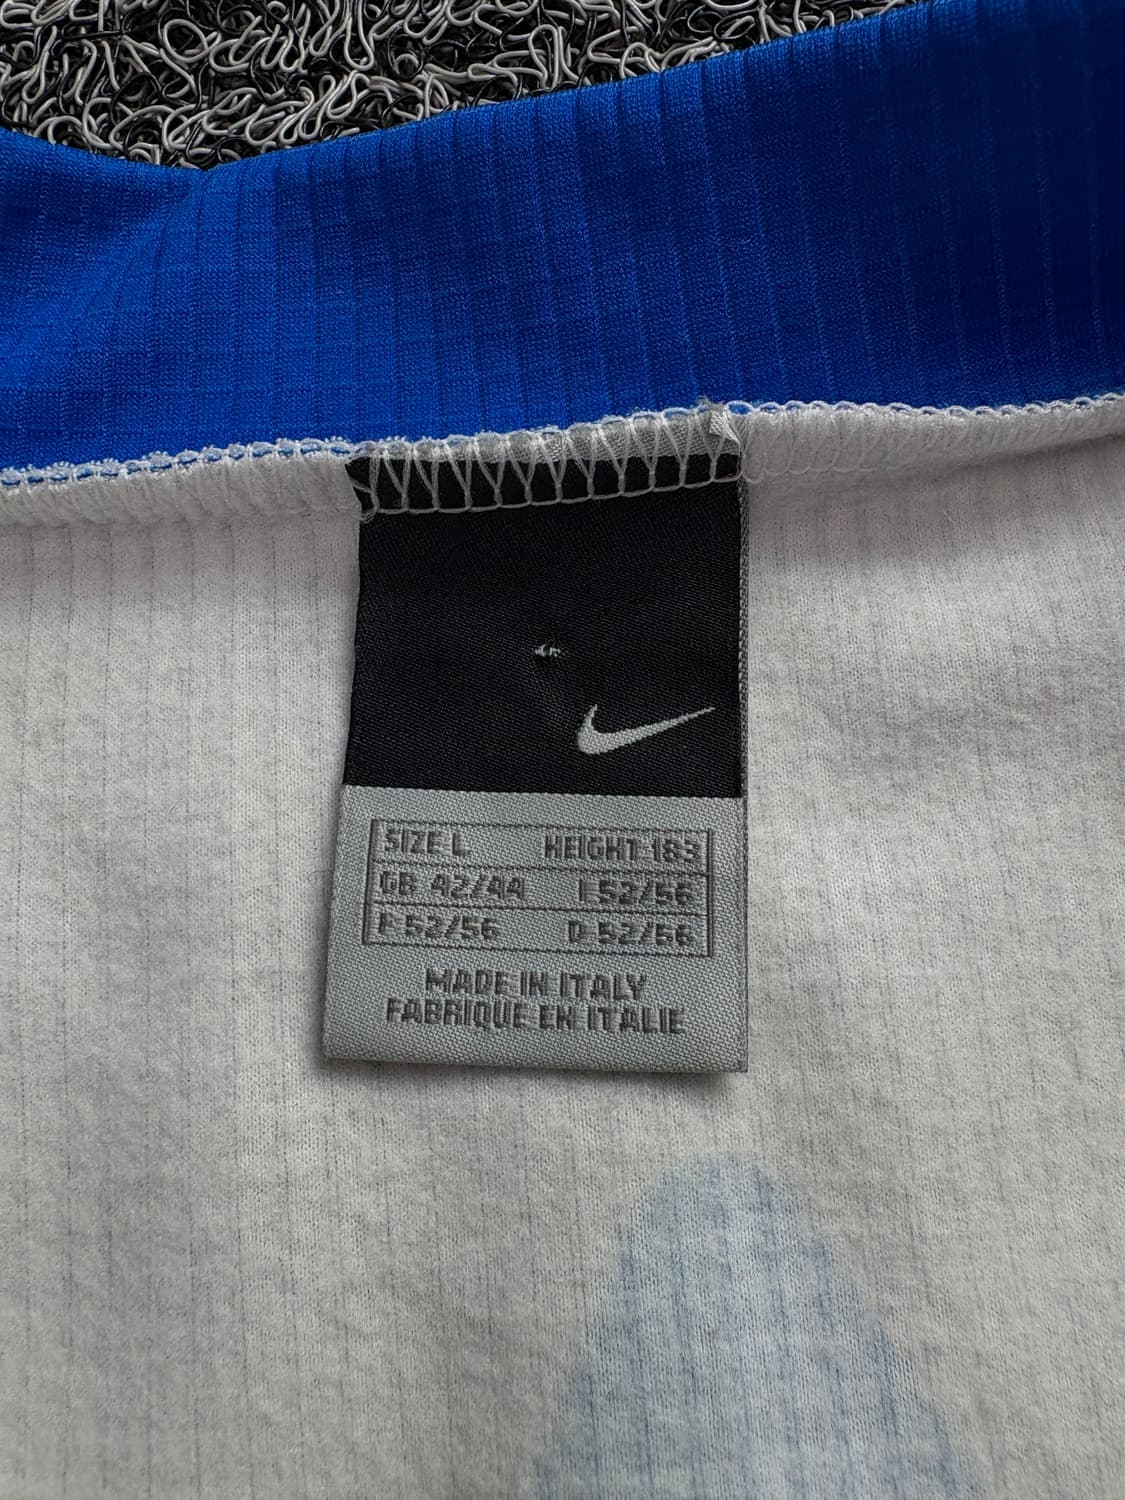 SIZE L HEIGHT 183
GB 42/44 I 52/56
F 52/56 D 52/56
MADE IN ITALY
FABRIQUE EN ITALIE